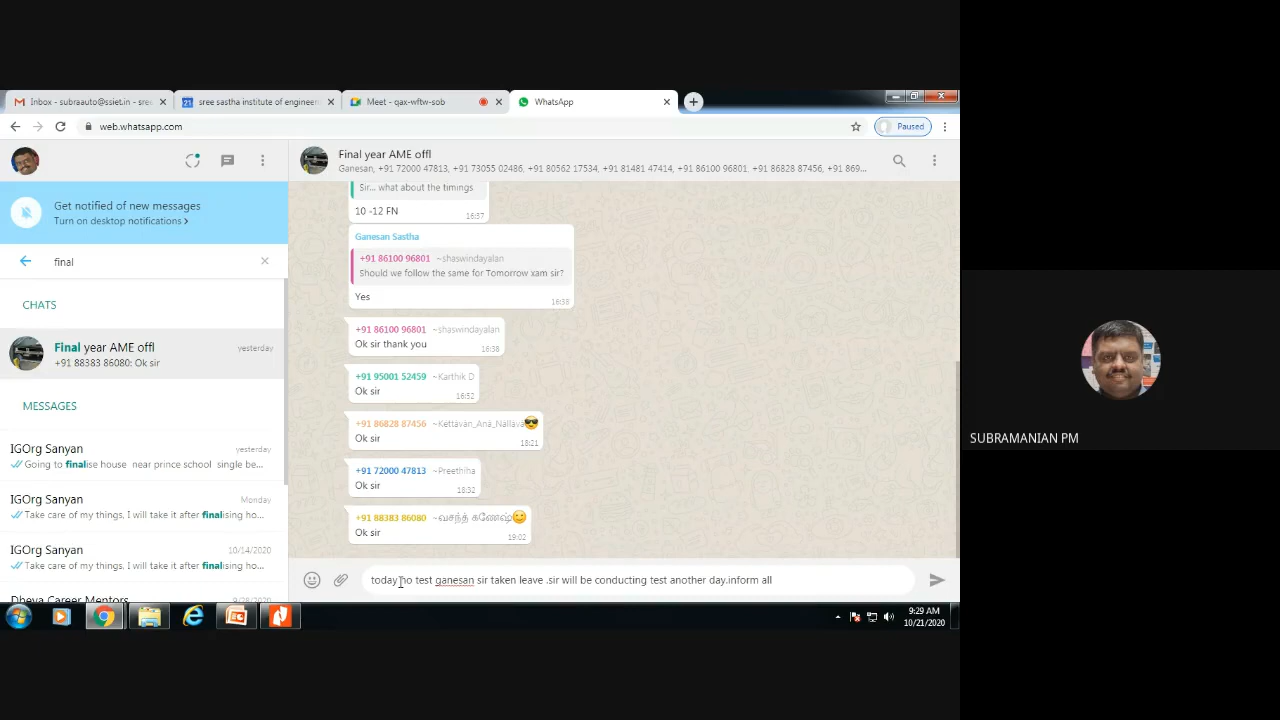 Inbox - subraauto@ssiet.in - sree
sree sastha institute of engineer
Meet - qax-wftw-sob
WhatsApp
web.whatsapp.com
Paused
Get notified of new messages
Turn on desktop notifications
final
CHATS
Final year AME offl
yesterday
+91 88383 86080: Ok sir
MESSAGES
IGOrg Sanyan
yesterday
Going to finalise house near prince school single be...
IGOrg Sanyan
Monday
Take care of my things, I will take it after finalising ho...
IGOrg Sanyan
10/14/2020
Take care of my things, I will take it after finalising ho...
Dheya Career Mentors
9/28/2020
Final year AME offl
Ganesan, +91 72000 47813, +91 73055 02486, +91 80562 17534, +91 81481 47414, +91 86100 96801, +91 86828 87456, +91 869...
Sir... what about the timings
10 -12 FN
16:57
Ganesan Sastha
+91 86100 96801 ~shaswindayalan
Should we follow the same for Tomorrow xam sir?
Yes
16:38
+91 86100 96801 ~shaswindayalan
Ok sir thank you
16:38
+91 95001 52459 ~Karthik D
Ok sir
16:52
+91 86828 87456 ~Kettavan_Ana_Nallava😎
Ok sir
18:21
+91 72000 47813 ~Preethiha
Ok sir
18:32
+91 88383 86080 ~வசந்த் கணேஷ்😊
Ok sir
19:02
today no test ganesan sir taken leave .sir will be conducting test another day.inform all
9:29 AM
10/21/2020
SUBRAMANIAN PM